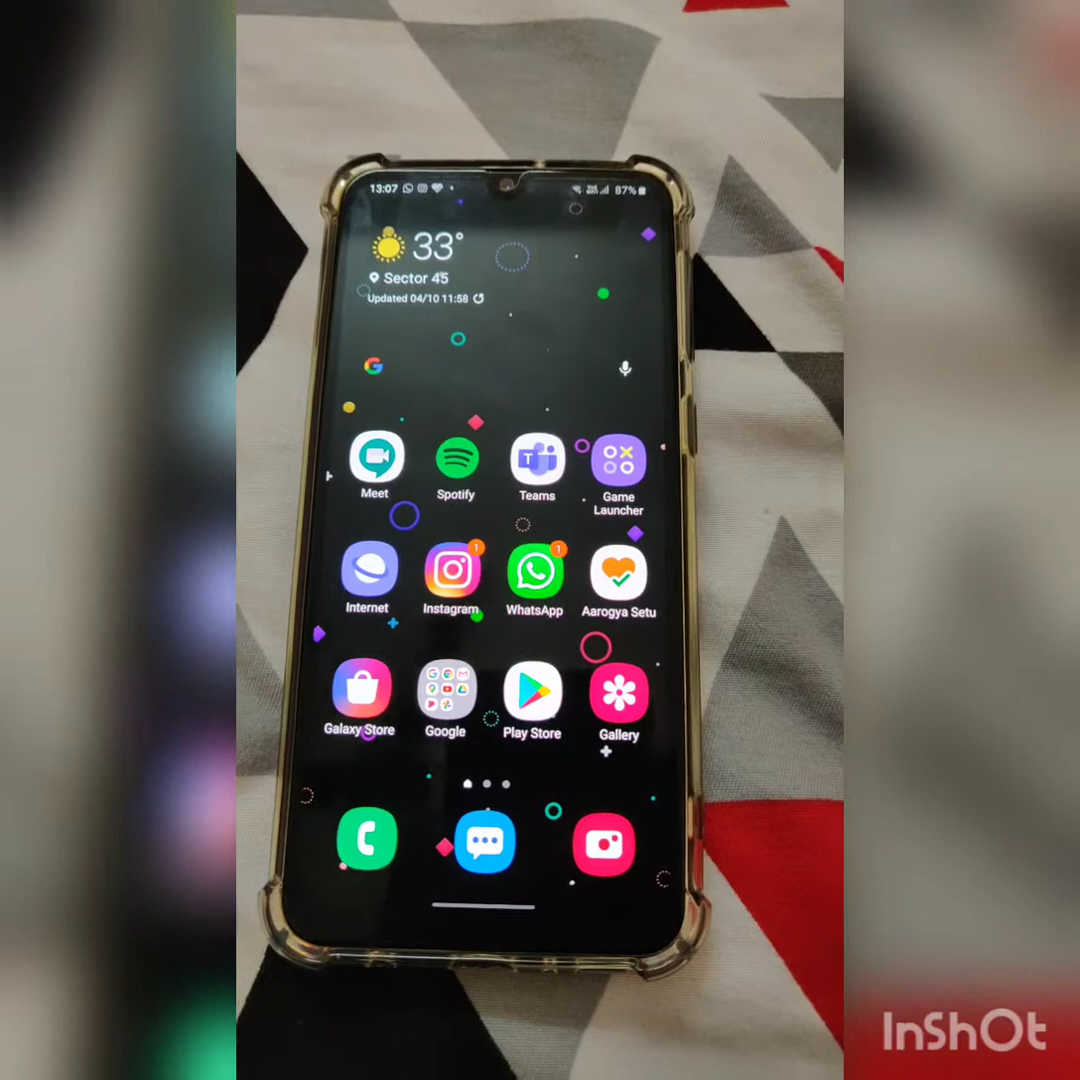 13:07
87%
33°
Sector 45
Updated 04/10 11:58
Meet
Spotify
Teams
Game
Launcher
Internet
Instagram
1
WhatsApp
1
Aarogya Setu
Galaxy Store
Google
Play Store
Gallery
InShOt